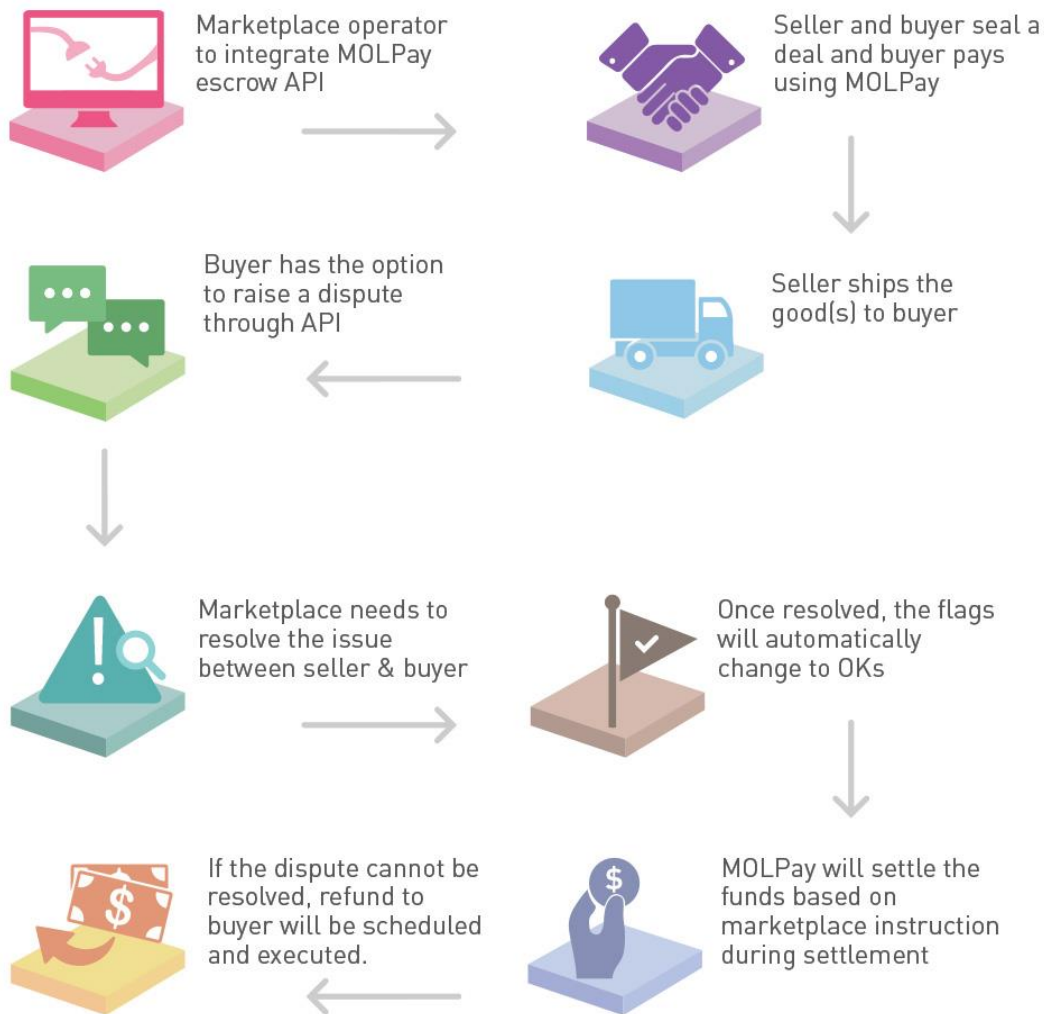 Marketplace operator
to integrate MOLPay
escrow API
Seller and buyer seal a
deal and buyer pays
using MOLPay
Seller ships the
good(s) to buyer
Buyer has the option
to raise a dispute
through API
Marketplace needs to
resolve the issue
between seller & buyer
Once resolved, the flags
will automatically
change to OKs
$
MOLPay will settle the
funds based on
marketplace instruction
during settlement
$
If the dispute cannot be
resolved, refund to
buyer will be scheduled
and executed.